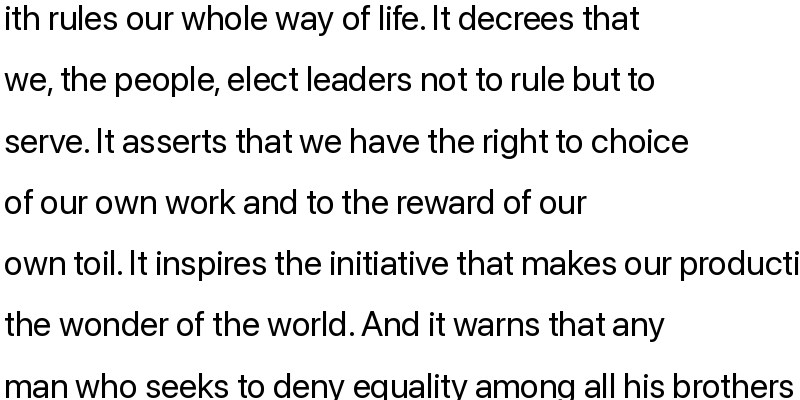 ith rules our whole way of life. It decrees that
we, the people, elect leaders not to rule but to
serve. It asserts that we have the right to choice
of our own work and to the reward of our
own toil. It inspires the initiative that makes our producti
the wonder of the world. And it warns that any
man who seeks to deny equality among all his brothers